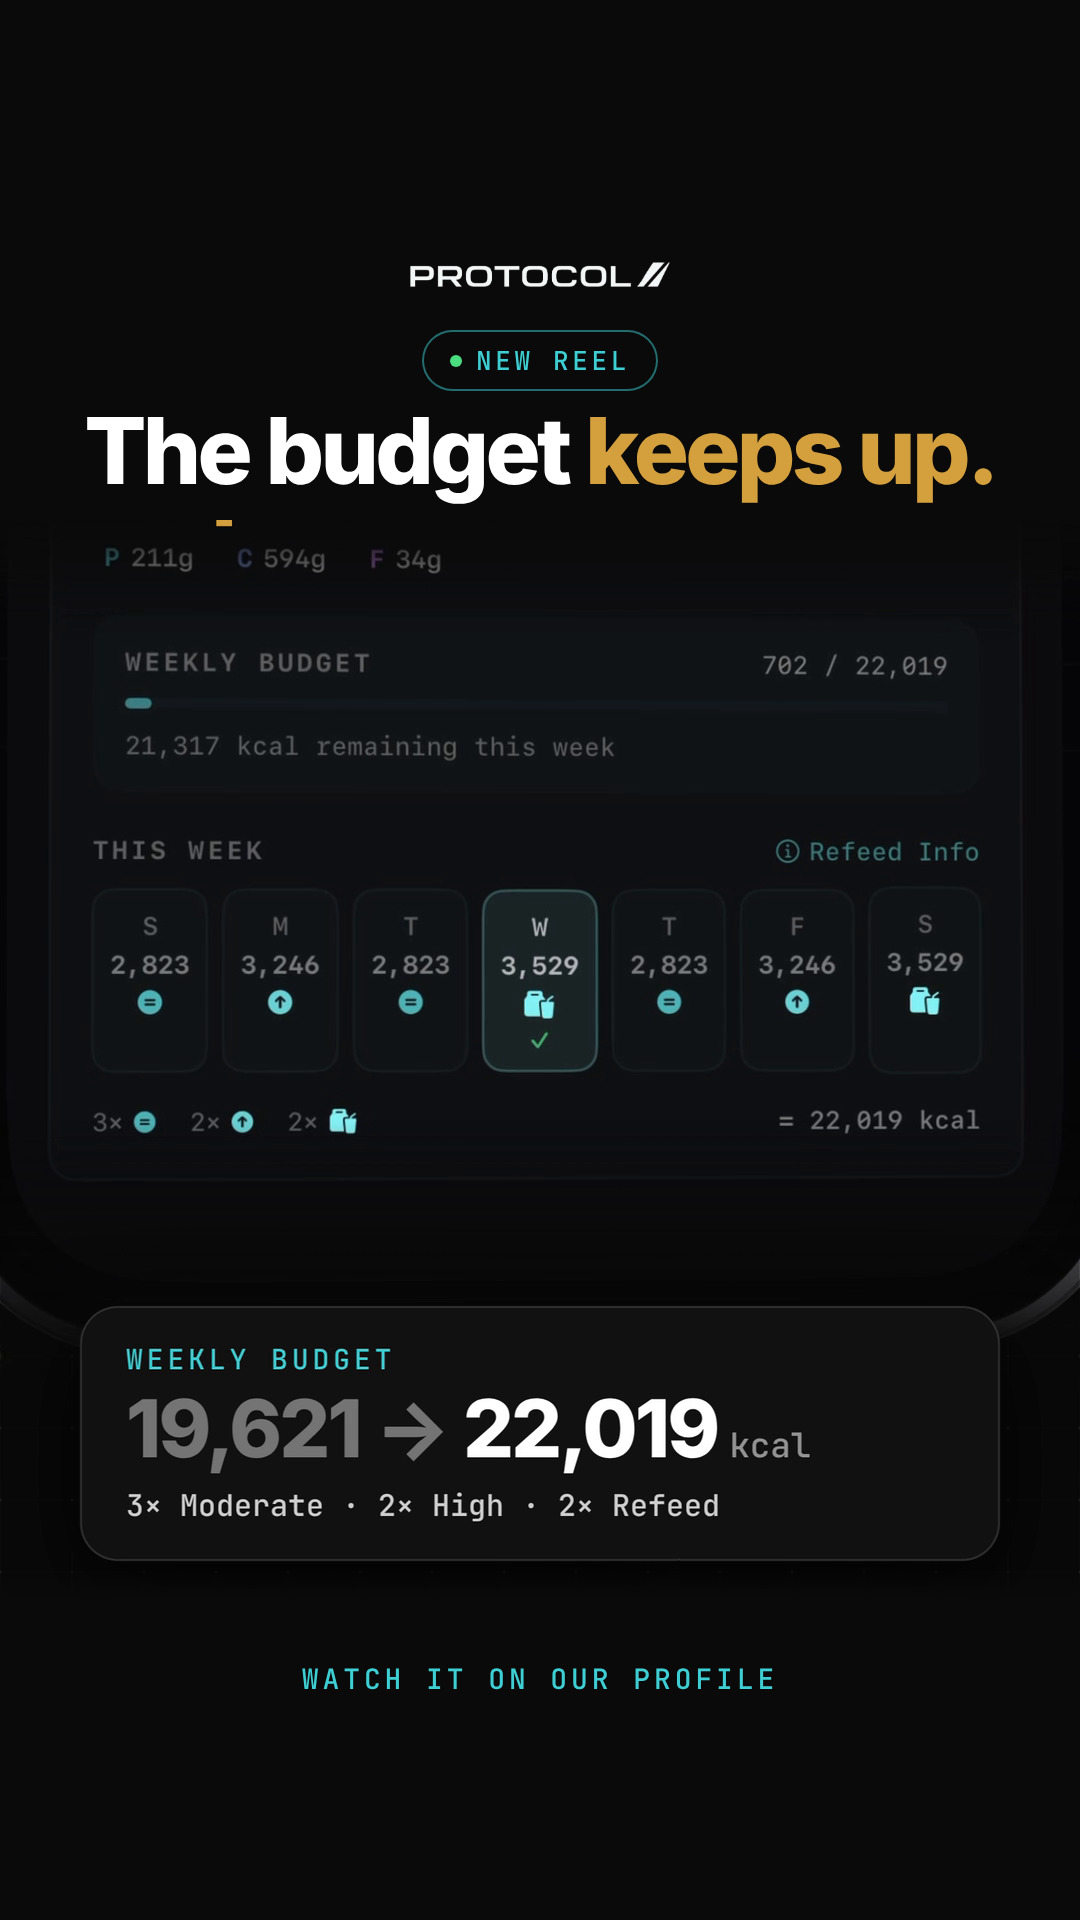 PROTOCOL
NEW REEL
The budget keeps up.
P 211g C 594g F 34g
WEEKLY BUDGET 702 / 22,019
21,317 kcal remaining this week
THIS WEEK Refeed Info
S M T W T F S
2,823 3,246 2,823 3,529 2,823 3,246 3,529
3× 2× 2× = 22,019 kcal
WEEKLY BUDGET
19,621 → 22,019 kcal
3× Moderate · 2× High · 2× Refeed
WATCH IT ON OUR PROFILE